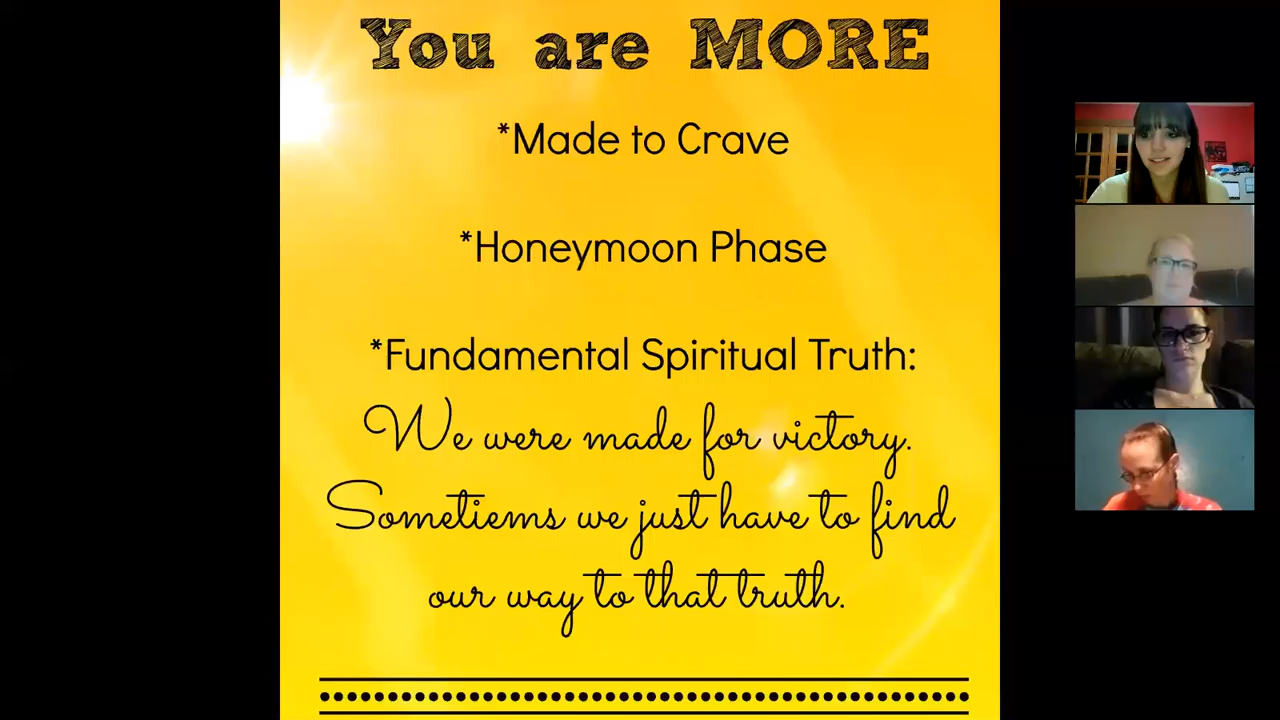 You are MORE
*Made to Crave
*Honeymoon Phase
*Fundamental Spiritual Truth:
We were made for victory.
Sometiems we just have to find
our way to that truth.